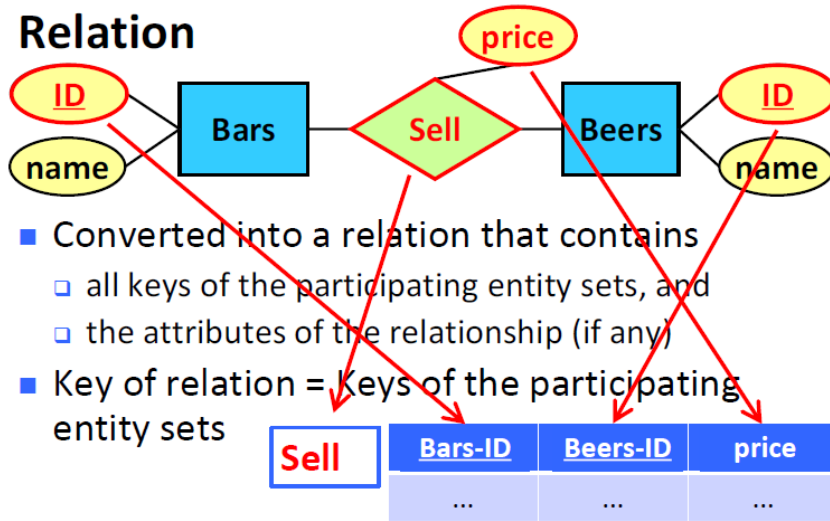 Relation
price
ID
Bars
Sell
Beers
ID
name
name
Converted into a relation that contains
all keys of the participating entity sets, and
the attributes of the relationship (if any)
Key of relation = Keys of the participating
entity sets
Sell
Bars-ID Beers-ID price
... ... ...